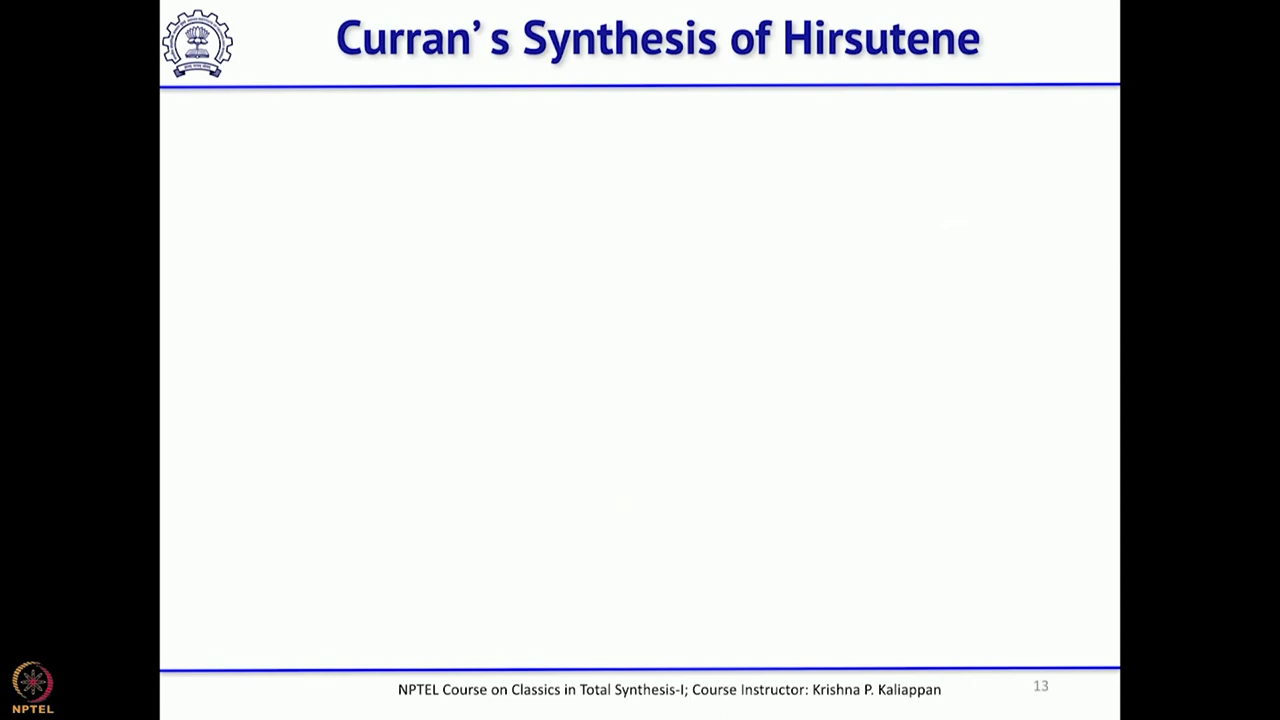 Curran’ s Synthesis of Hirsutene
NPTEL Course on Classics in Total Synthesis-I; Course Instructor: Krishna P. Kaliappan
13
NPTEL